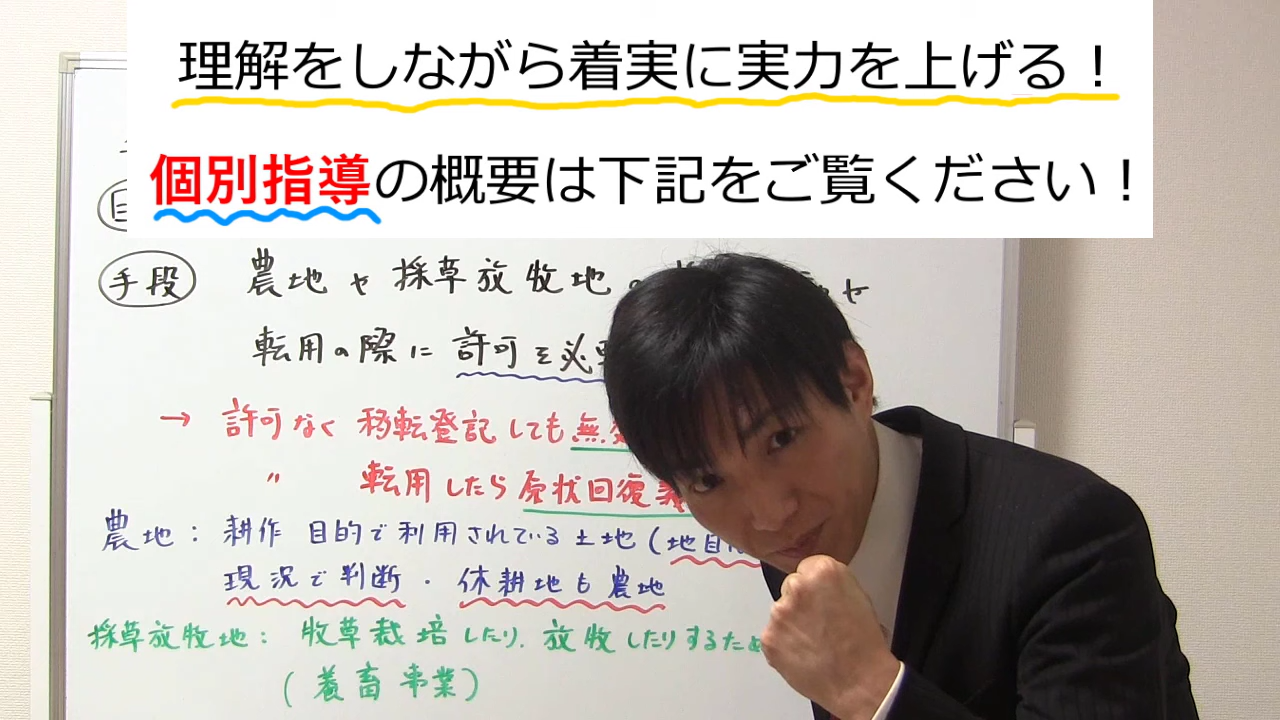 理解をしながら着実に実力を上げる！
個別指導の概要は下記をご覧ください！
手段 農地や採草放牧地の
転用の際に許可を必要
→ 許可なく移転登記しても無効
〃 転用したら原状回復義
農地：耕作目的で利用されている土地（地目
現況で判断・休耕地も農地
採草放牧地：牧草栽培したり、放牧したりするため
（養畜事業）